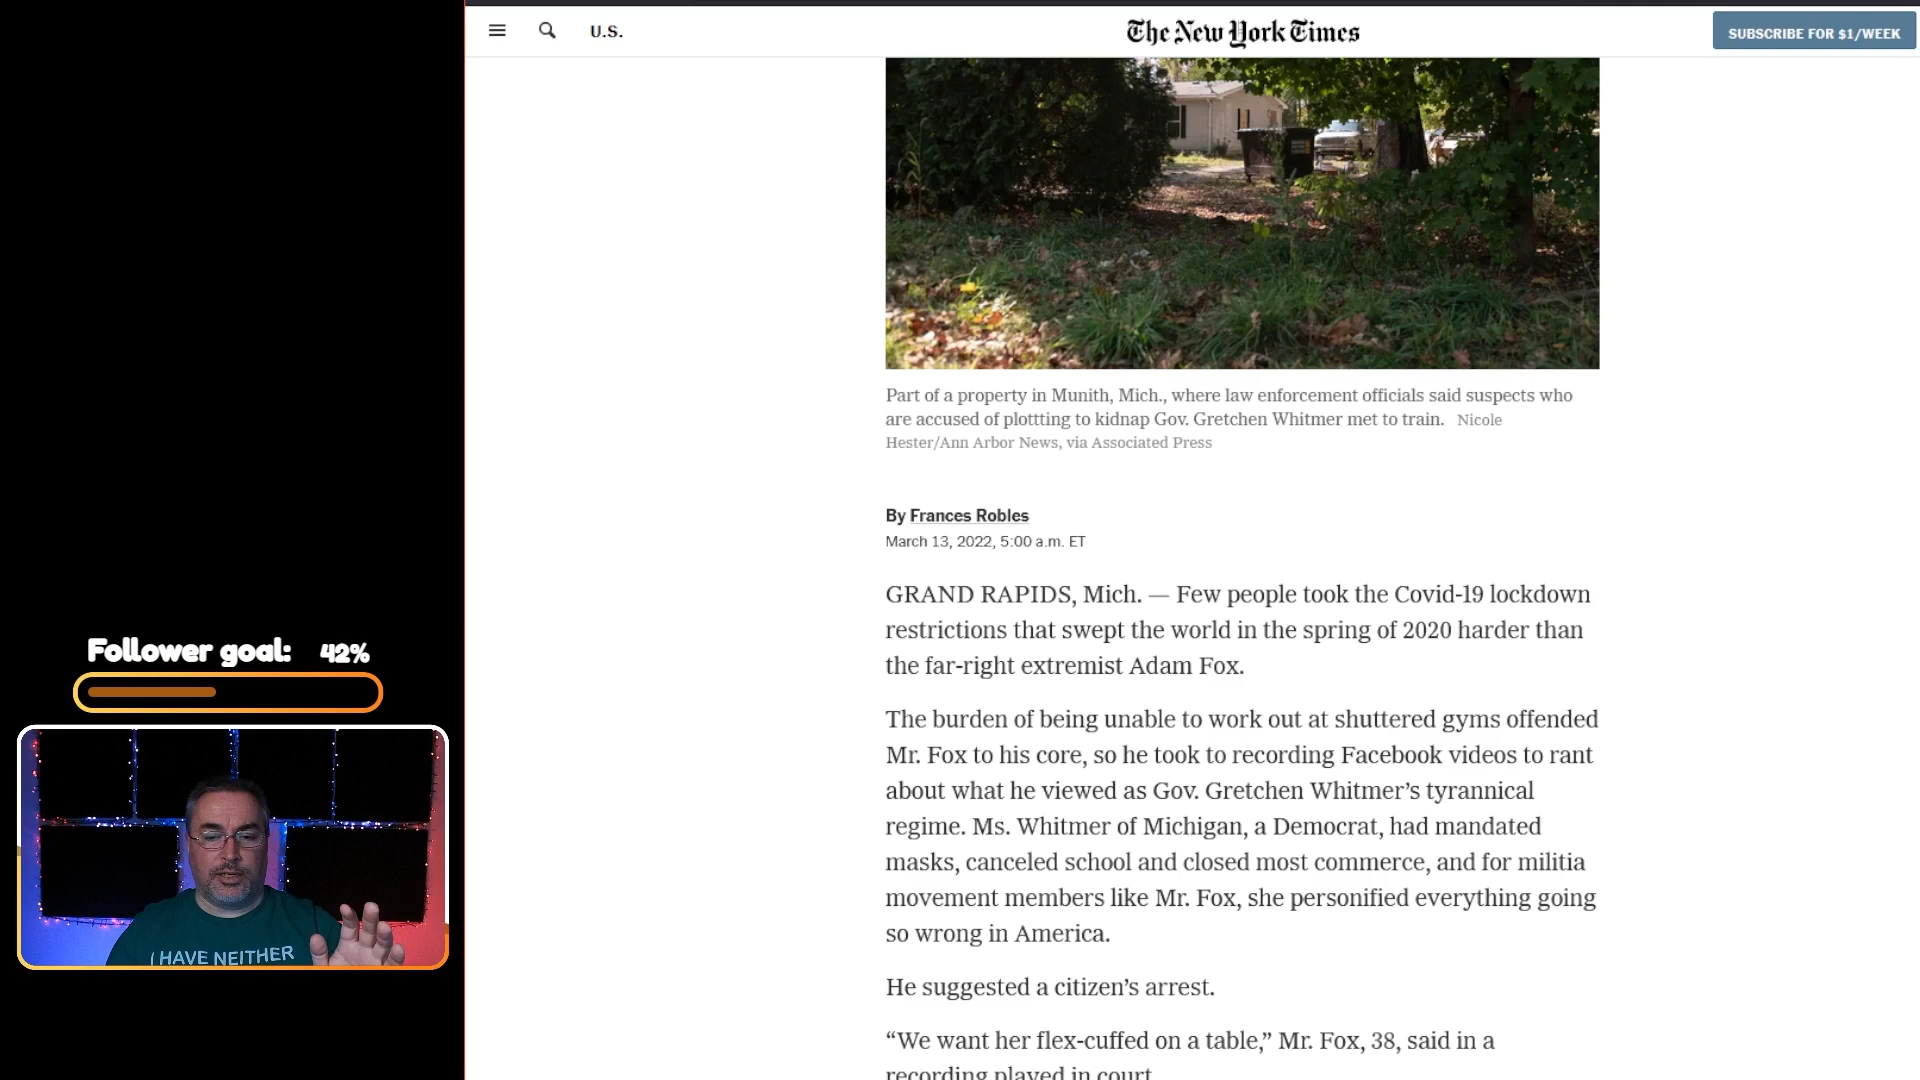 U.S.
The New York Times
SUBSCRIBE FOR $1/WEEK
Part of a property in Munith, Mich., where law enforcement officials said suspects who
are accused of plottting to kidnap Gov. Gretchen Whitmer met to train. Nicole
Hester/Ann Arbor News, via Associated Press
By Frances Robles
March 13, 2022, 5:00 a.m. ET
GRAND RAPIDS, Mich. — Few people took the Covid-19 lockdown
restrictions that swept the world in the spring of 2020 harder than
the far-right extremist Adam Fox.
The burden of being unable to work out at shuttered gyms offended
Mr. Fox to his core, so he took to recording Facebook videos to rant
about what he viewed as Gov. Gretchen Whitmer’s tyrannical
regime. Ms. Whitmer of Michigan, a Democrat, had mandated
masks, canceled school and closed most commerce, and for militia
movement members like Mr. Fox, she personified everything going
so wrong in America.
He suggested a citizen’s arrest.
“We want her flex-cuffed on a table,” Mr. Fox, 38, said in a
recording played in court
Follower goal: 42%
I HAVE NEITHER